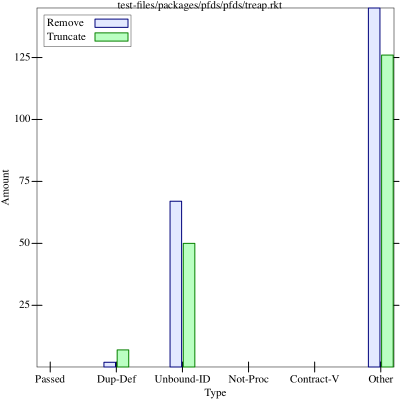 test-files/packages/pfds/pfds/treap.rkt
Remove
Truncate
125
100
75
50
25
Amount
Passed Dup-Def Unbound-ID Not-Proc Contract-V Other
Type